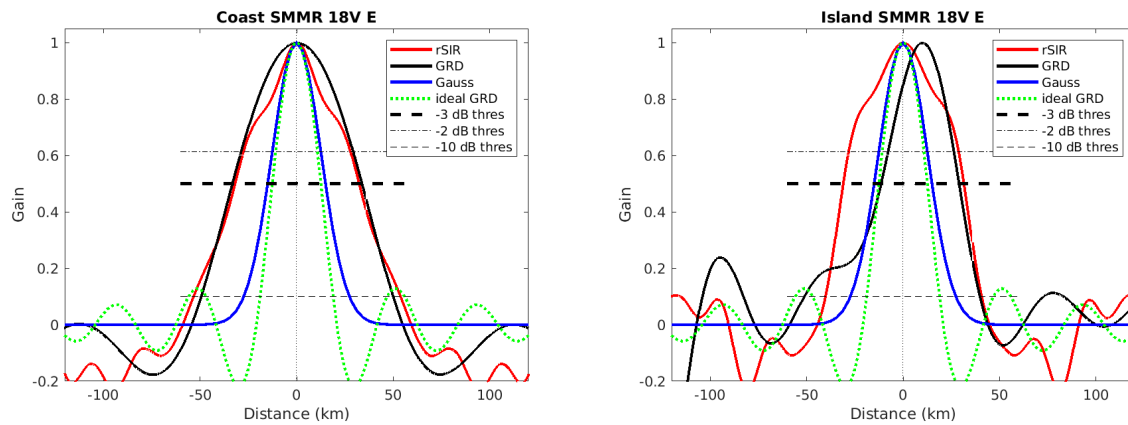 Coast SMMR 18V E
1
0.8
0.6
0.4
0.2
0
-0.2
Gain
-100
-50
0
50
100
Distance (km)
rSIR
GRD
Gauss
ideal GRD
-3 dB thres
-2 dB thres
-10 dB thres
Island SMMR 18V E
1
0.8
0.6
0.4
0.2
0
-0.2
Gain
-100
-50
0
50
100
Distance (km)
rSIR
GRD
Gauss
ideal GRD
-3 dB thres
-2 dB thres
-10 dB thres